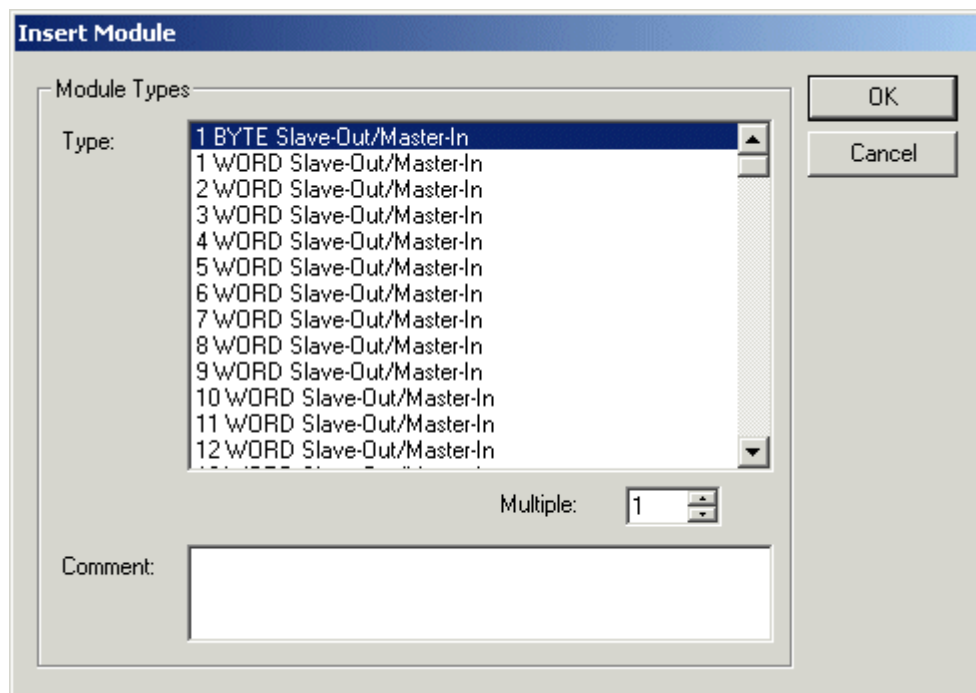 Insert Module
Module Types
Type:
1 BYTE Slave-Out/Master-In
1 WORD Slave-Out/Master-In
2 WORD Slave-Out/Master-In
3 WORD Slave-Out/Master-In
4 WORD Slave-Out/Master-In
5 WORD Slave-Out/Master-In
6 WORD Slave-Out/Master-In
7 WORD Slave-Out/Master-In
8 WORD Slave-Out/Master-In
9 WORD Slave-Out/Master-In
10 WORD Slave-Out/Master-In
11 WORD Slave-Out/Master-In
12 WORD Slave-Out/Master-In
OK
Cancel
Multiple: 1
Comment: